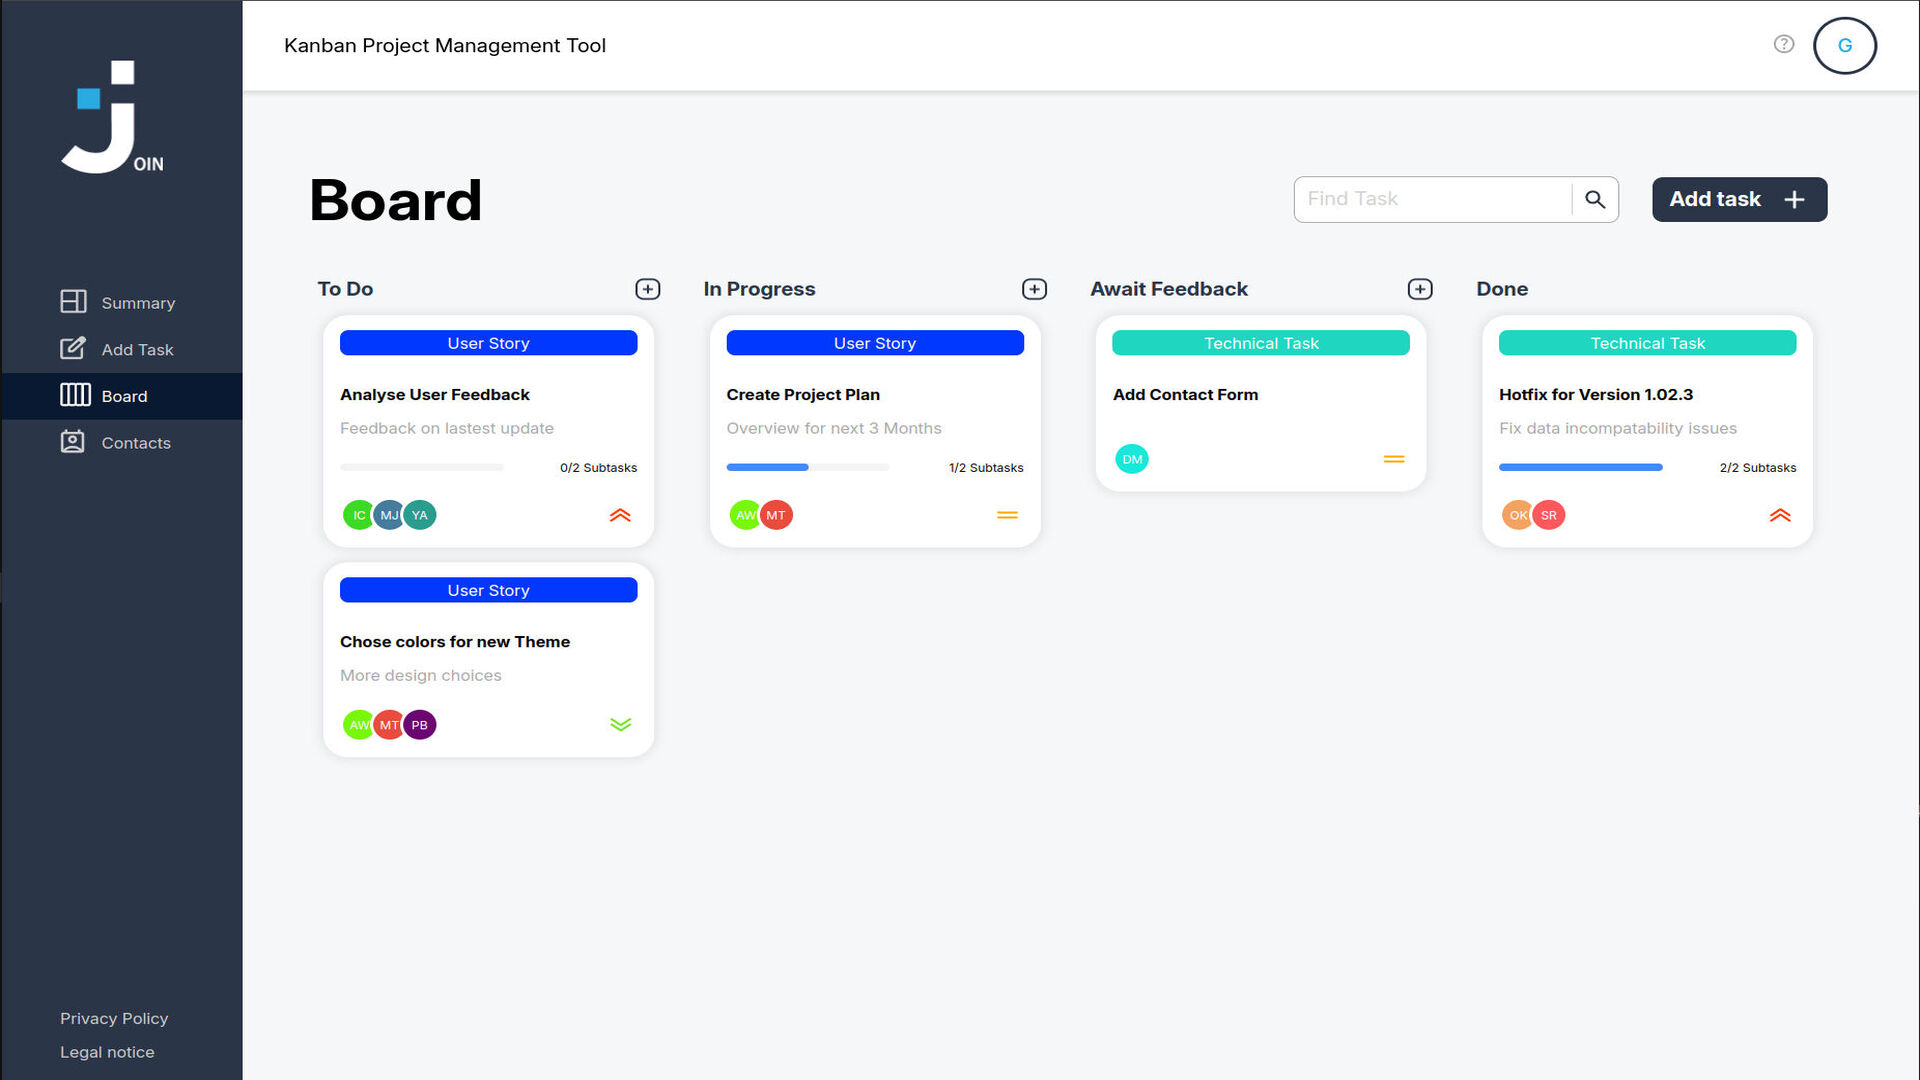 Kanban Project Management Tool
?
G
OIN
Board
Find Task
Add task
Summary
Add Task
Board
Contacts
To Do
User Story
Analyse User Feedback
Feedback on lastest update
0/2 Subtasks
IC MJ YA
User Story
Chose colors for new Theme
More design choices
AW MT PB
In Progress
User Story
Create Project Plan
Overview for next 3 Months
1/2 Subtasks
AW MT
Await Feedback
Technical Task
Add Contact Form
DM
Done
Technical Task
Hotfix for Version 1.02.3
Fix data incompatability issues
2/2 Subtasks
OK SR
Privacy Policy
Legal notice